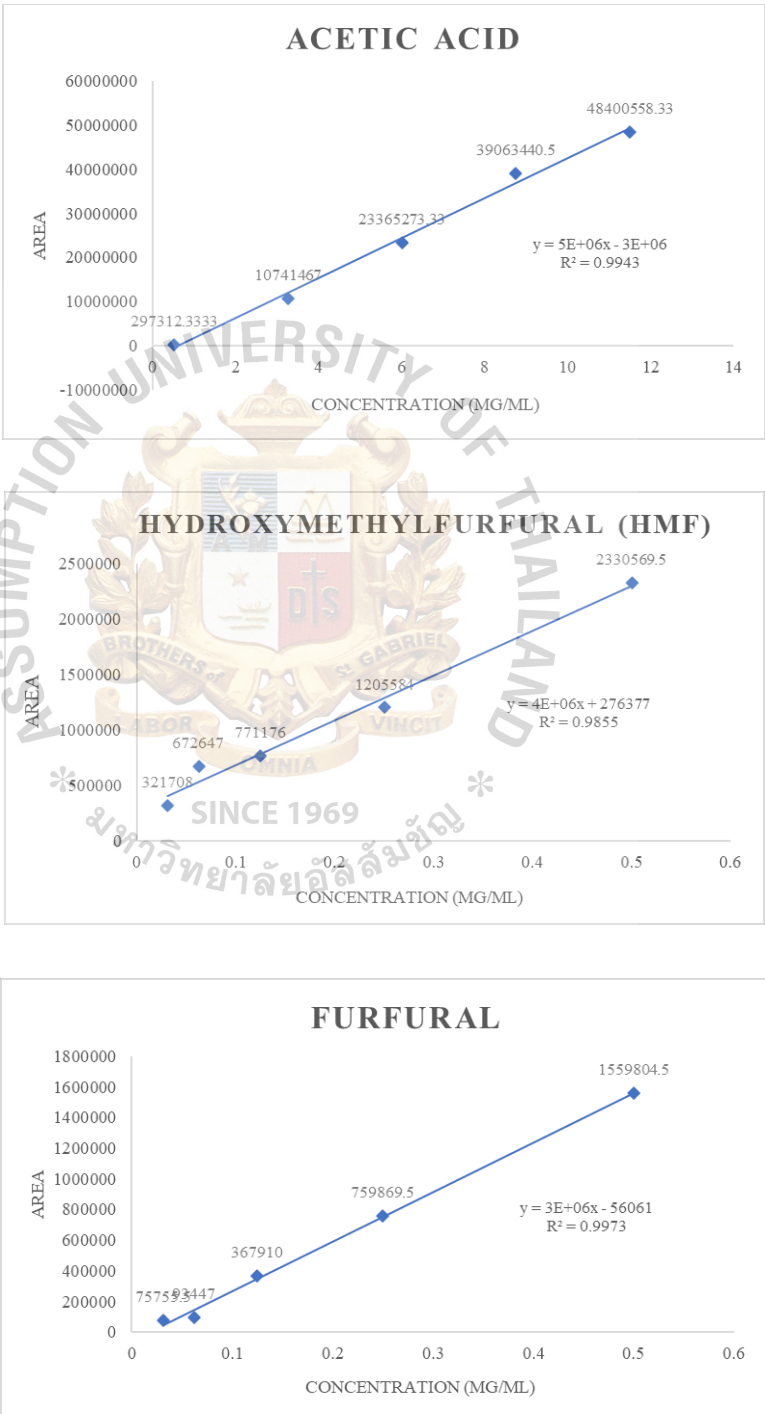 ACETIC ACID
60000000
50000000
40000000
30000000
20000000
10000000
0
-10000000
AREA
297312.3333
10741467
23365273.33
39063440.5
48400558.33
y = 5E+06x - 3E+06
R² = 0.9943
0 2 4 6 8 10 12 14
CONCENTRATION (MG/ML)
HYDROXYMETHYLFURFURAL (HMF)
2500000
2000000
1500000
1000000
500000
0
AREA
321708
672647
771176
1205584
2330569.5
y = 4E+06x + 276377
R² = 0.9855
0 0.1 0.2 0.3 0.4 0.5 0.6
CONCENTRATION (MG/ML)
ASSUMPTION UNIVERSITY OF THAILAND
DS
BROTHERS of St GABRIEL
LABOR
OMNIA
VINCIT
SINCE 1969
มหาวิทยาลัยอัสสัมชัญ
FURFURAL
1800000
1600000
1400000
1200000
1000000
800000
600000
400000
200000
0
AREA
93447
367910
759869.5
1559804.5
y = 3E+06x - 56061
R² = 0.9973
0 0.1 0.2 0.3 0.4 0.5 0.6
CONCENTRATION (MG/ML)